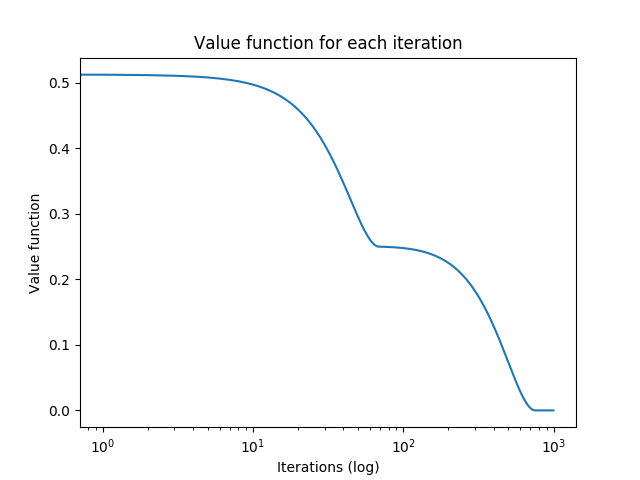 Value function for each iteration
0.5
0.4
0.3
0.2
0.1
0.0
Value function
10⁰ 10¹ 10² 10³
Iterations (log)